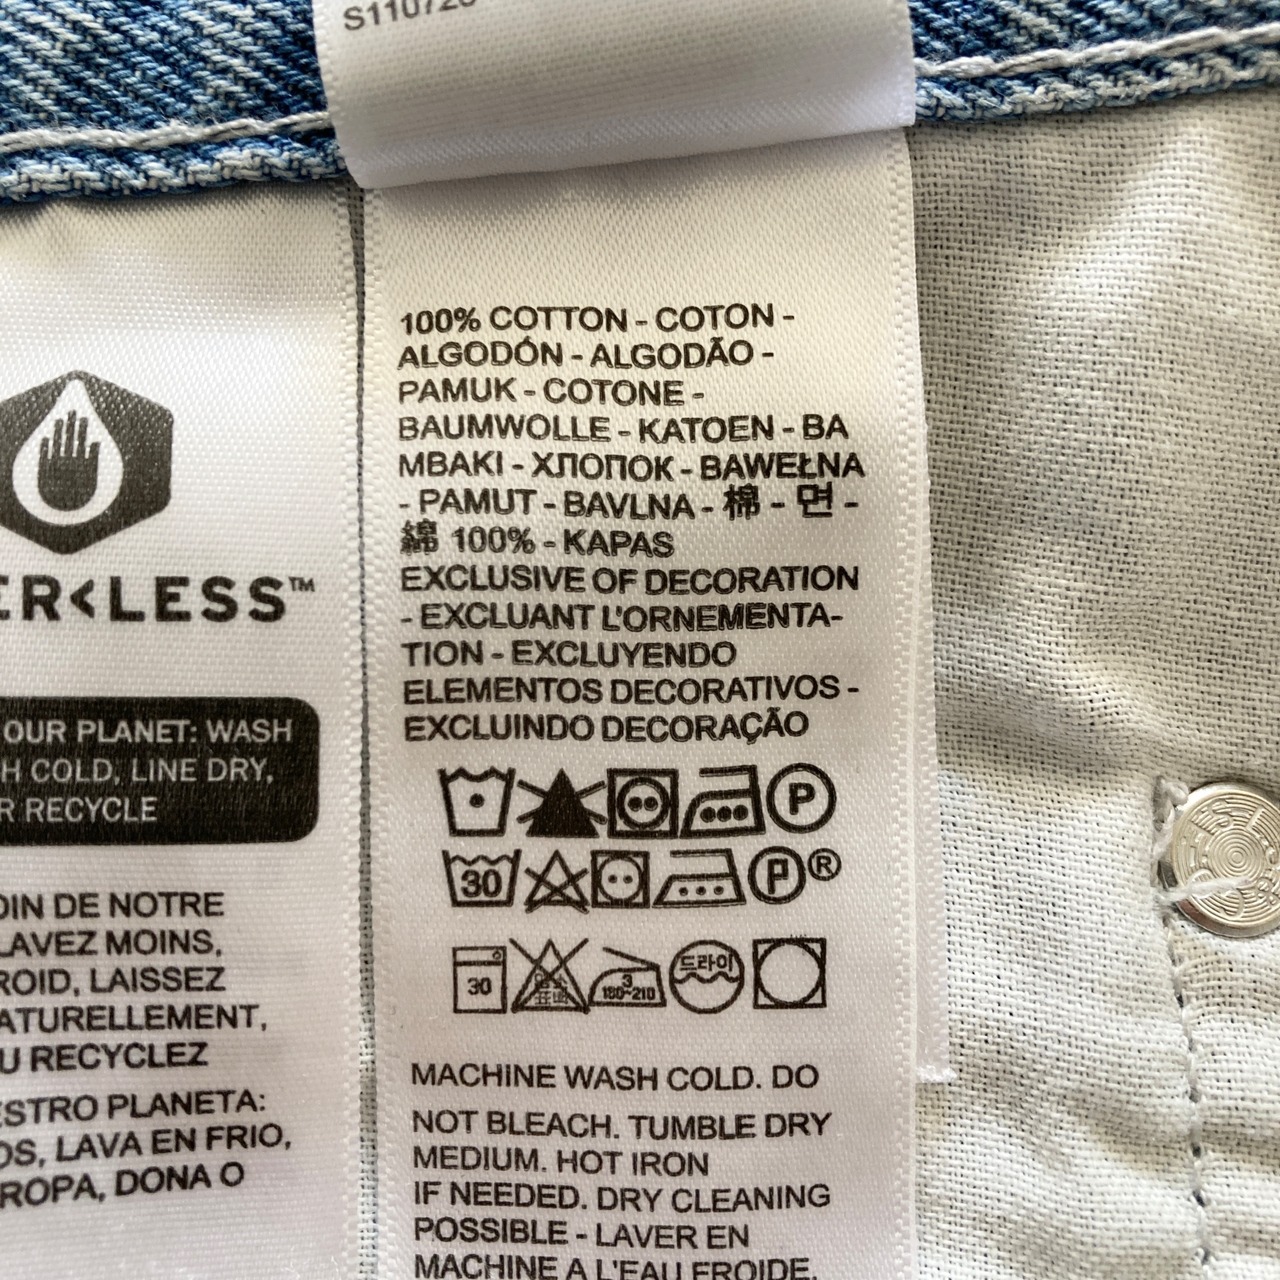 100% COTTON - COTON -
ALGODÓN - ALGODÃO -
PAMUK - COTONE -
BAUMWOLLE - KATOEN - BA
MBAKI - ХЛОПОК - BAWEŁNA
- PAMUT - BAVLNA - 棉 - 면 -
綿 100% - KAPAS
EXCLUSIVE OF DECORATION
- EXCLUANT L'ORNEMENTA-
TION - EXCLUYENDO
ELEMENTOS DECORATIVOS -
EXCLUINDO DECORAÇÃO
P
30 P ®
30 3 180~210 드라이
MACHINE WASH COLD. DO
NOT BLEACH. TUMBLE DRY
MEDIUM. HOT IRON
IF NEEDED. DRY CLEANING
POSSIBLE - LAVER EN
MACHINE A L'EAU FROIDE.
ER<LESS™
OUR PLANET: WASH
H COLD, LINE DRY,
R RECYCLE
OIN DE NOTRE
LAVEZ MOINS,
ROID, LAISSEZ
ATURELLEMENT,
U RECYCLEZ
ESTRO PLANETA:
OS, LAVA EN FRIO,
ROPA, DONA O